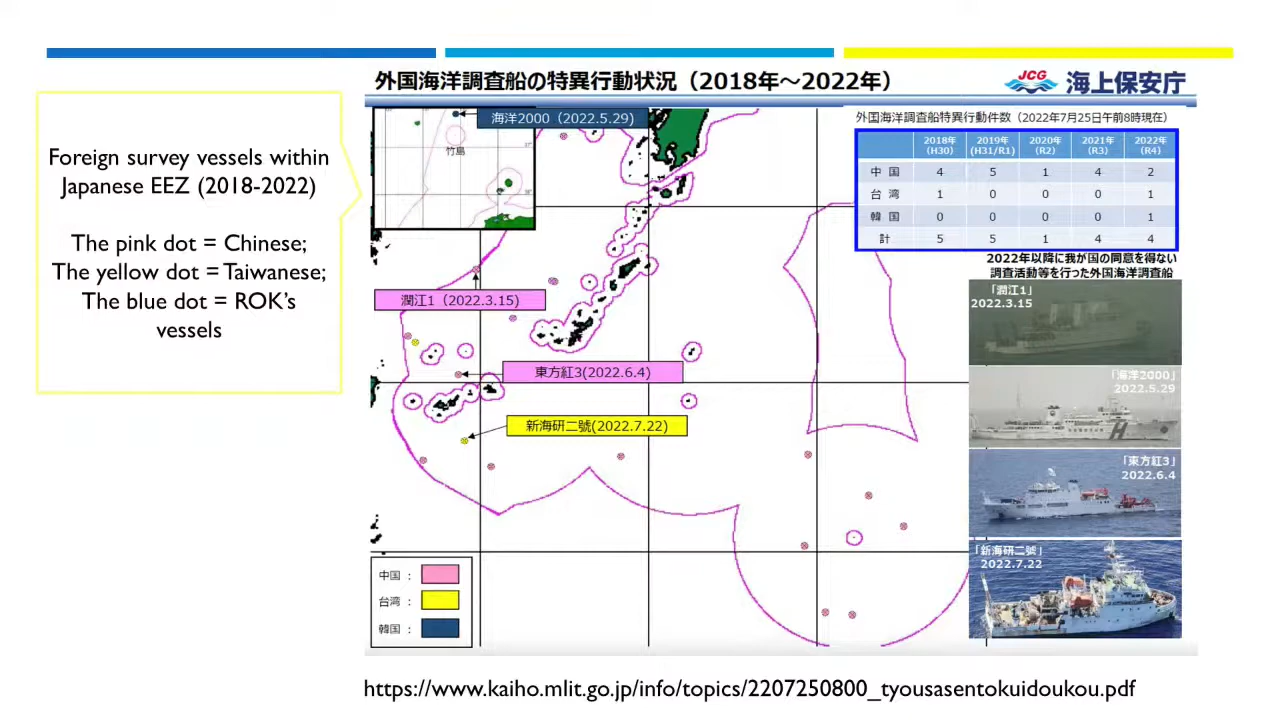 外国海洋調査船の特異行動状況（2018年～2022年）
JCG 海上保安庁
Foreign survey vessels within
Japanese EEZ (2018-2022)
The pink dot = Chinese;
The yellow dot = Taiwanese;
The blue dot = ROK's
vessels
海洋2000（2022.5.29）
竹島
潤江1（2022.3.15)
東方紅3(2022.6.4)
新海研二號(2022.7.22)
中国 ：
台湾 ：
韓国 ：
外国海洋調査船特異行動件数（2022年7月25日午前8時現在）
2018年 2019年 2020年 2021年 2022年
（H30） (H31/R1) （R2） （R3） （R4）
中 国 4 5 1 4 2
台 湾 1 0 0 0 1
韓 国 0 0 0 0 1
計 5 5 1 4 4
2022年以降に我が国の同意を得ない
調査活動等を行った外国海洋調査船
「潤江1」
2022.3.15
「海洋2000」
2022.5.29
H
「東方紅3」
2022.6.4
「新海研二號」
2022.7.22
https://www.kaiho.mlit.go.jp/info/topics/2207250800_tyousasentokuidoukou.pdf